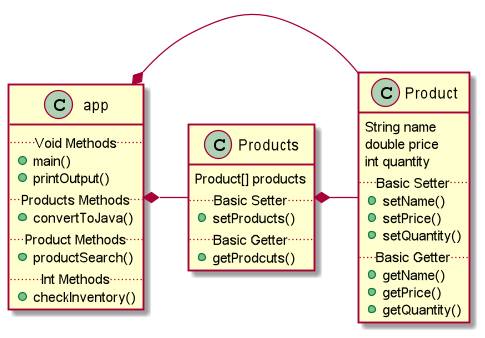 C app
Void Methods
main()
printOutput()
Products Methods
convertToJava()
Product Methods
productSearch()
Int Methods
checkInventory()
C Products
Product[] products
Basic Setter
setProducts()
Basic Getter
getProdcuts()
C Product
String name
double price
int quantity
Basic Setter
setName()
setPrice()
setQuantity()
Basic Getter
getName()
getPrice()
getQuantity()